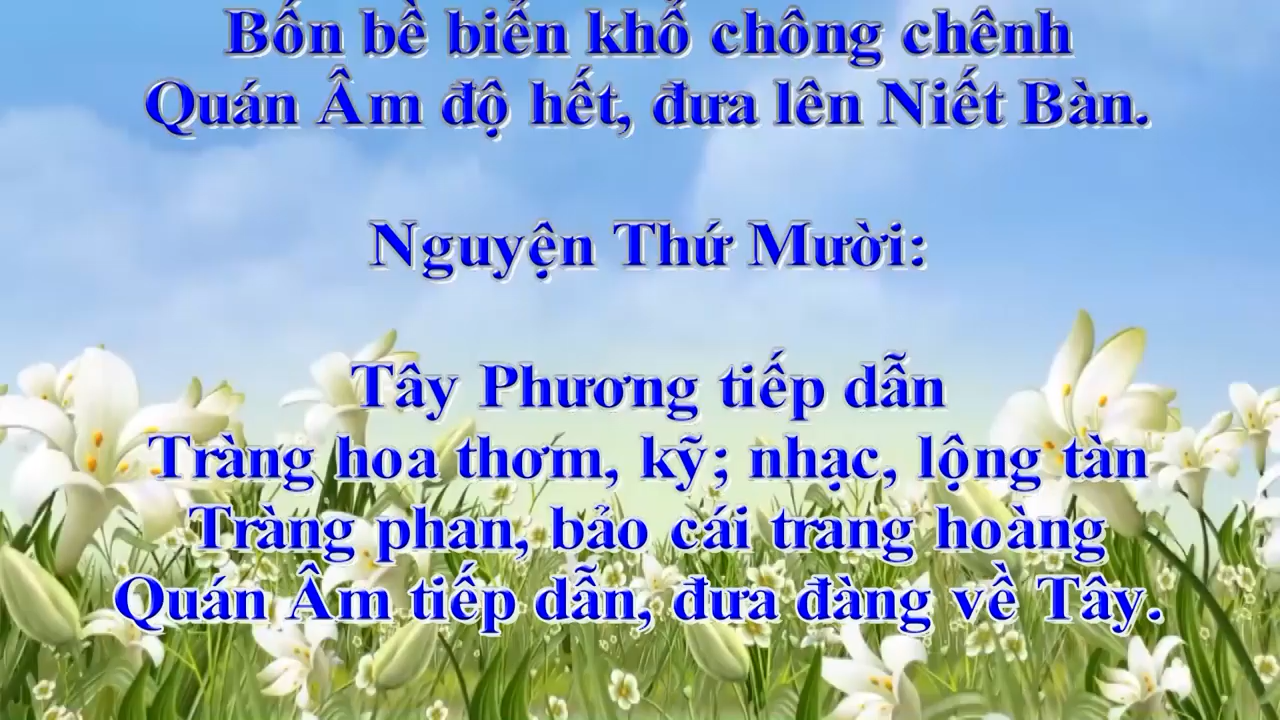 Bốn bề biển khổ chông chênh
Quán Âm độ hết, đưa lên Niết Bàn.
Nguyện Thứ Mười:
Tây Phương tiếp dẫn
Tràng hoa thơm, kỹ; nhạc, lộng tàn
Tràng phan, bảo cái trang hoàng
Quán Âm tiếp dẫn, đưa đàng về Tây.